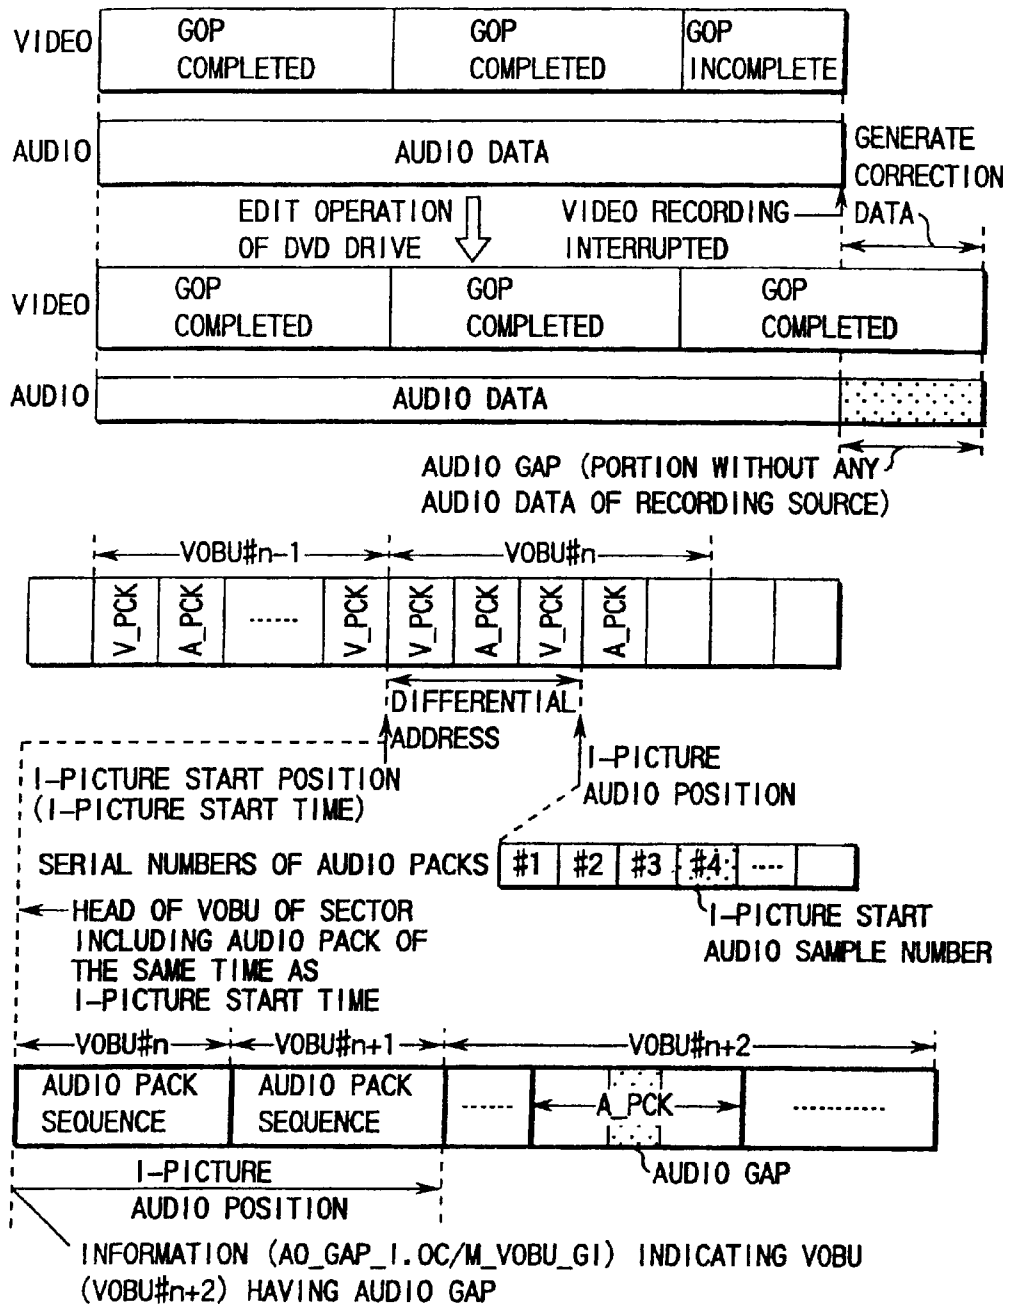 VIDEO
GOP
COMPLETED
GOP
COMPLETED
GOP
INCOMPLETE
AUDIO
AUDIO DATA
GENERATE
CORRECTION
DATA
EDIT OPERATION
OF DVD DRIVE
VIDEO RECORDING
INTERRUPTED
VIDEO
GOP
COMPLETED
GOP
COMPLETED
GOP
COMPLETED
AUDIO
AUDIO DATA
AUDIO GAP (PORTION WITHOUT ANY
AUDIO DATA OF RECORDING SOURCE)
VOBU#n-1
VOBU#n
V_PCK
A_PCK
......
V_PCK
V_PCK
A_PCK
V_PCK
A_PCK
DIFFERENTIAL
ADDRESS
I-PICTURE START POSITION
(I-PICTURE START TIME)
I-PICTURE
AUDIO POSITION
SERIAL NUMBERS OF AUDIO PACKS
#1
#2
#3
#4
....
I-PICTURE START
AUDIO SAMPLE NUMBER
HEAD OF VOBU OF SECTOR
INCLUDING AUDIO PACK OF
THE SAME TIME AS
I-PICTURE START TIME
VOBU#n
VOBU#n+1
VOBU#n+2
AUDIO PACK
SEQUENCE
AUDIO PACK
SEQUENCE
......
A_PCK
...........
AUDIO GAP
I-PICTURE
AUDIO POSITION
INFORMATION (AO_GAP_I.OC/M_VOBU_GI) INDICATING VOBU
(VOBU#n+2) HAVING AUDIO GAP